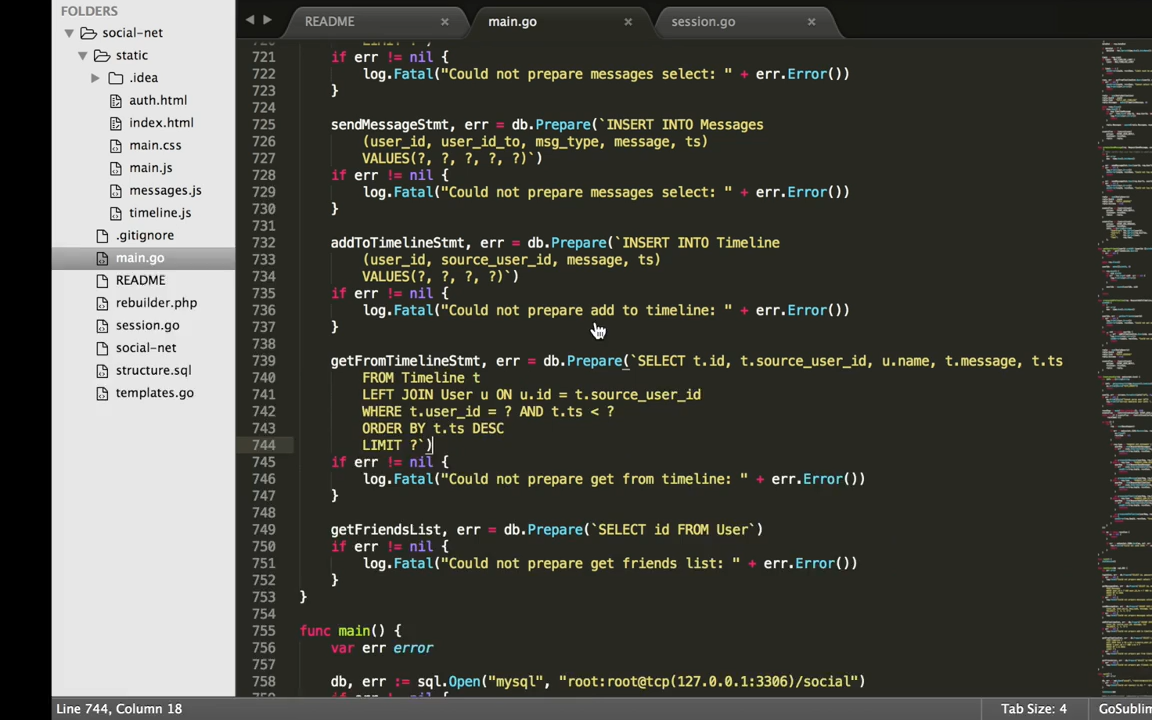 FOLDERS
social-net
static
.idea
auth.html
index.html
main.css
main.js
messages.js
timeline.js
.gitignore
main.go
README
rebuilder.php
session.go
social-net
structure.sql
templates.go
README
main.go
session.go
721 if err != nil {
722 log.Fatal("Could not prepare messages select: " + err.Error())
723 }
724
725 sendMessageStmt, err = db.Prepare(`INSERT INTO Messages
726 (user_id, user_id_to, msg_type, message, ts)
727 VALUES(?, ?, ?, ?, ?)`)
728 if err != nil {
729 log.Fatal("Could not prepare messages select: " + err.Error())
730 }
731
732 addToTimelineStmt, err = db.Prepare(`INSERT INTO Timeline
733 (user_id, source_user_id, message, ts)
734 VALUES(?, ?, ?, ?)`)
735 if err != nil {
736 log.Fatal("Could not prepare add to timeline: " + err.Error())
737 }
738
739 getFromTimelineStmt, err = db.Prepare(`SELECT t.id, t.source_user_id, u.name, t.message, t.ts
740 FROM Timeline t
741 LEFT JOIN User u ON u.id = t.source_user_id
742 WHERE t.user_id = ? AND t.ts < ?
743 ORDER BY t.ts DESC
744 LIMIT ?`)
745 if err != nil {
746 log.Fatal("Could not prepare get from timeline: " + err.Error())
747 }
748
749 getFriendsList, err = db.Prepare(`SELECT id FROM User`)
750 if err != nil {
751 log.Fatal("Could not prepare get friends list: " + err.Error())
752 }
753 }
754
755 func main() {
756 var err error
757
758 db, err := sql.Open("mysql", "root:root@tcp(127.0.0.1:3306)/social")
Line 744, Column 18
Tab Size: 4
GoSublim